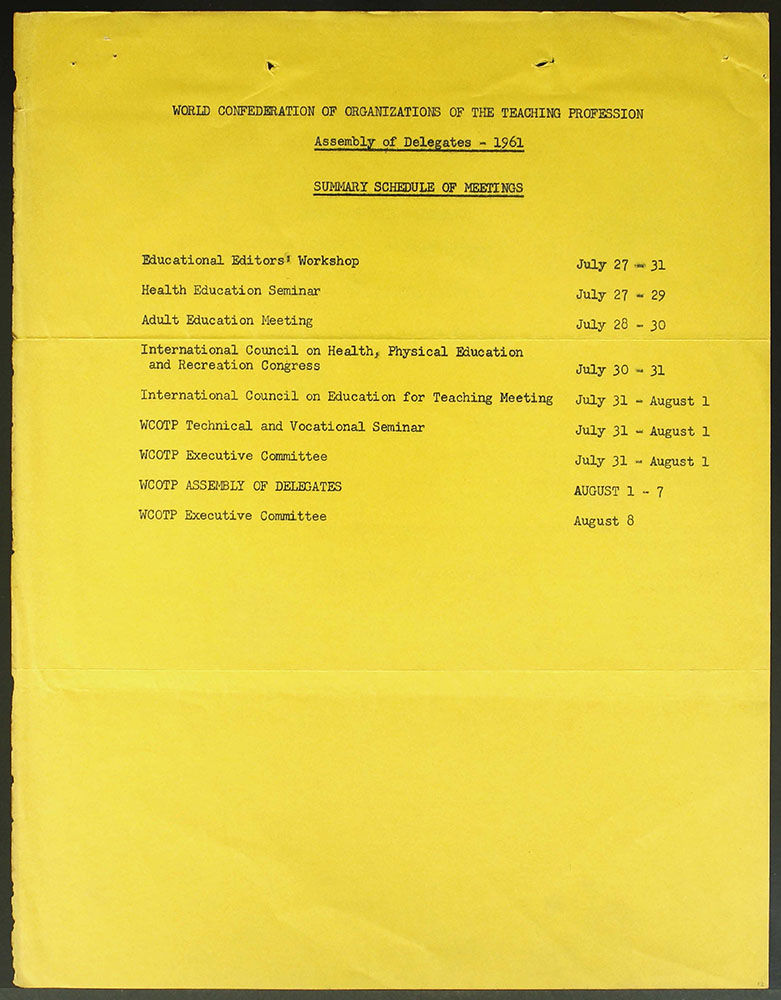 WORLD CONFEDERATION OF ORGANIZATIONS OF THE TEACHING PROFESSION
Assembly of Delegates - 1961
SUMMARY SCHEDULE OF MEETINGS
Educational Editors' Workshop July 27 - 31
Health Education Seminar July 27 - 29
Adult Education Meeting July 28 - 30
International Council on Health, Physical Education
and Recreation Congress July 30 - 31
International Council on Education for Teaching Meeting July 31 - August 1
WCOTP Technical and Vocational Seminar July 31 - August 1
WCOTP Executive Committee July 31 - August 1
WCOTP ASSEMBLY OF DELEGATES AUGUST 1 - 7
WCOTP Executive Committee August 8